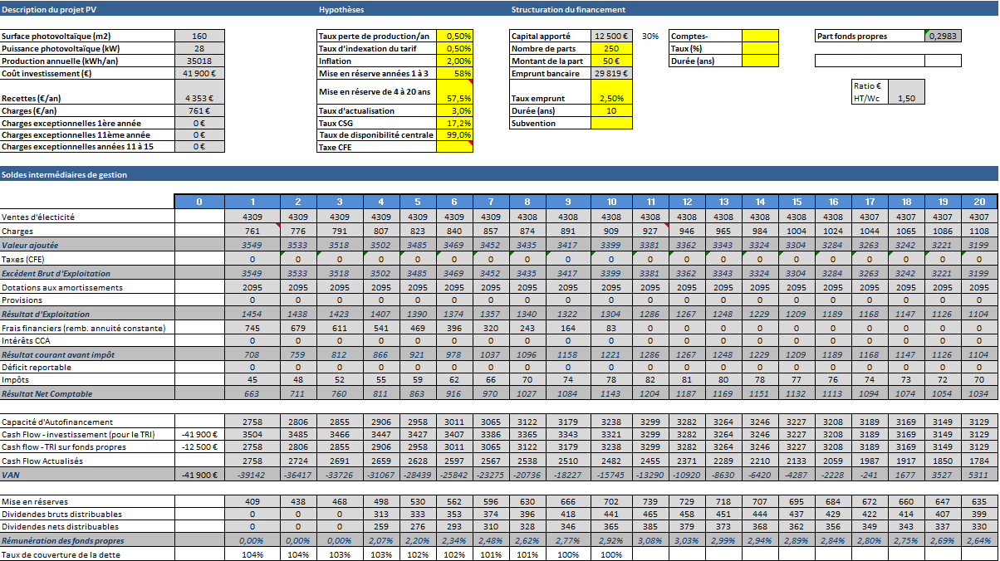 Description du projet PV Hypothèses Structuration du financement
Surface photovoltaïque (m2) 160 Taux perte de production/an 0,50% Capital apporté 12 500 € 30% Comptes- Part fonds propres 0,2983
Puissance photovoltaïque (kW) 28 Taux d'indexation du tarif 0,50% Nombre de parts 250 Taux (%)
Production annuelle (kWh/an) 35018 Inflation 2,00% Montant de la part 50 € Durée (ans)
Coût investissement (€) 41 900 € Mise en réserve années 1 à 3 58% Emprunt bancaire 29 819 €
Ratio €
Mise en réserve de 4 à 20 ans
Recettes (€/an) 4 353 € 57,5% Taux emprunt 2,50% HT/Wc 1,50
Charges (€/an) 761 € Taux d'actualisation 3,0% Durée (ans) 10
Charges exceptionnelles 1ère année 0 € Taux CSG 17,2% Subvention
Charges exceptionnelles 11ème année 0 € Taux de disponibilité centrale 99,0%
Charges exceptionnelles années 11 à 15 0 € Taxe CFE
Soldes intermédiaires de gestion
0 1 2 3 4 5 6 7 8 9 10 11 12 13 14 15 16 17 18 19 20
Ventes d'électicité 4309 4309 4309 4309 4309 4309 4309 4308 4308 4308 4308 4308 4308 4308 4308 4308 4307 4307 4307 4307
Charges 761 776 791 807 823 840 857 874 891 909 927 946 965 984 1004 1024 1044 1065 1086 1108
Valeur ajoutée 3549 3533 3518 3502 3485 3469 3452 3435 3417 3399 3381 3362 3343 3324 3304 3284 3263 3242 3221 3199
Taxes (CFE) 0 0 0 0 0 0 0 0 0 0 0 0 0 0 0 0 0 0 0 0
Excédent Brut d'Exploitation 3549 3533 3518 3502 3485 3469 3452 3435 3417 3399 3381 3362 3343 3324 3304 3284 3263 3242 3221 3199
Dotations aux amortissements 2095 2095 2095 2095 2095 2095 2095 2095 2095 2095 2095 2095 2095 2095 2095 2095 2095 2095 2095 2095
Provisions 0 0 0 0 0 0 0 0 0 0 0 0 0 0 0 0 0 0 0 0
Résultat d'Exploitation 1454 1438 1423 1407 1390 1374 1357 1340 1322 1304 1286 1267 1248 1229 1209 1189 1168 1147 1126 1104
Frais financiers (remb. annuité constante) 745 679 611 541 469 396 320 243 164 83 0 0 0 0 0 0 0 0 0 0
Intérêts CCA 0 0 0 0 0 0 0 0 0 0 0 0 0 0 0 0 0 0 0 0
Résultat courant avant impôt 708 759 812 866 921 978 1037 1096 1158 1221 1286 1267 1248 1229 1209 1189 1168 1147 1126 1104
Déficit reportable 0 0 0 0 0 0 0 0 0 0 0 0 0 0 0 0 0 0 0 0
Impôts 45 48 52 55 59 62 66 70 74 78 82 81 80 78 77 76 74 73 72 70
Résultat Net Comptable 663 711 760 811 863 916 970 1027 1084 1143 1204 1187 1169 1151 1132 1113 1094 1074 1054 1034
Capacité d'Autofinancement 2758 2806 2855 2906 2958 3011 3065 3122 3179 3238 3299 3282 3264 3246 3227 3208 3189 3169 3149 3129
Cash Flow - investissement (pour le TRI) -41 900 € 3504 3485 3466 3447 3427 3407 3386 3365 3343 3321 3299 3282 3264 3246 3227 3208 3189 3169 3149 3129
Cash flow - TRI sur fonds propres -12 500 € 2758 2806 2855 2906 2958 3011 3065 3122 3179 3238 3299 3282 3264 3246 3227 3208 3189 3169 3149 3129
Cash Flow Actualisés 2758 2724 2691 2659 2628 2597 2567 2538 2510 2482 2455 2371 2289 2210 2133 2059 1987 1917 1850 1784
VAN -41 900 € -39142 -36417 -33726 -31067 -28439 -25842 -23275 -20736 -18227 -15745 -13290 -10920 -8630 -6420 -4287 -2228 -241 1677 3527 5311
Mise en réserves 409 438 468 498 530 562 596 630 666 702 739 729 718 707 695 684 672 660 647 635
Dividendes bruts distribuables 0 0 0 313 333 353 374 396 418 441 465 458 451 444 437 429 422 414 407 399
Dividendes nets distribuables 0 0 0 259 276 293 310 328 346 365 385 379 373 368 362 356 349 343 337 330
Rémunération des fonds propres 0,00% 0,00% 0,00% 2,07% 2,20% 2,34% 2,48% 2,62% 2,77% 2,92% 3,08% 3,03% 2,99% 2,94% 2,89% 2,84% 2,80% 2,75% 2,69% 2,64%
Taux de couverture de la dette 104% 104% 103% 103% 102% 102% 101% 101% 100% 100%